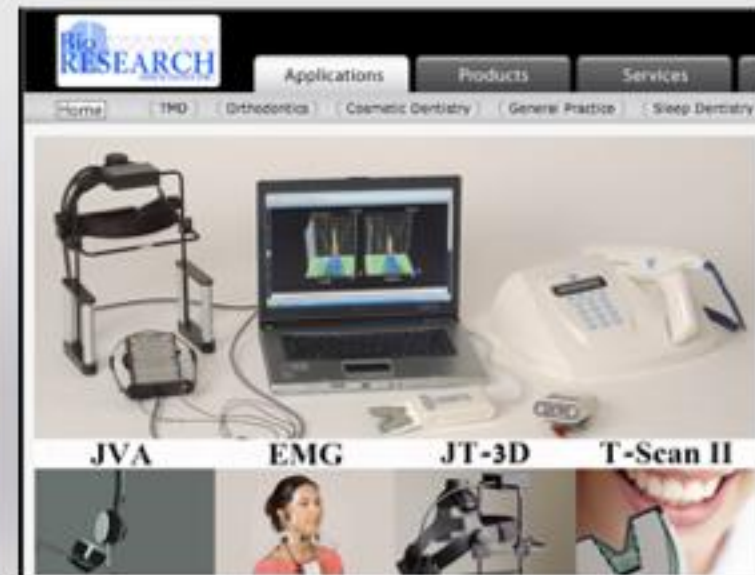 Bio
RESEARCH
Applications Products Services
Home TMD Orthodontics Cosmetic Dentistry General Practice Sleep Dentistry
JVA EMG JT-3D T-Scan II